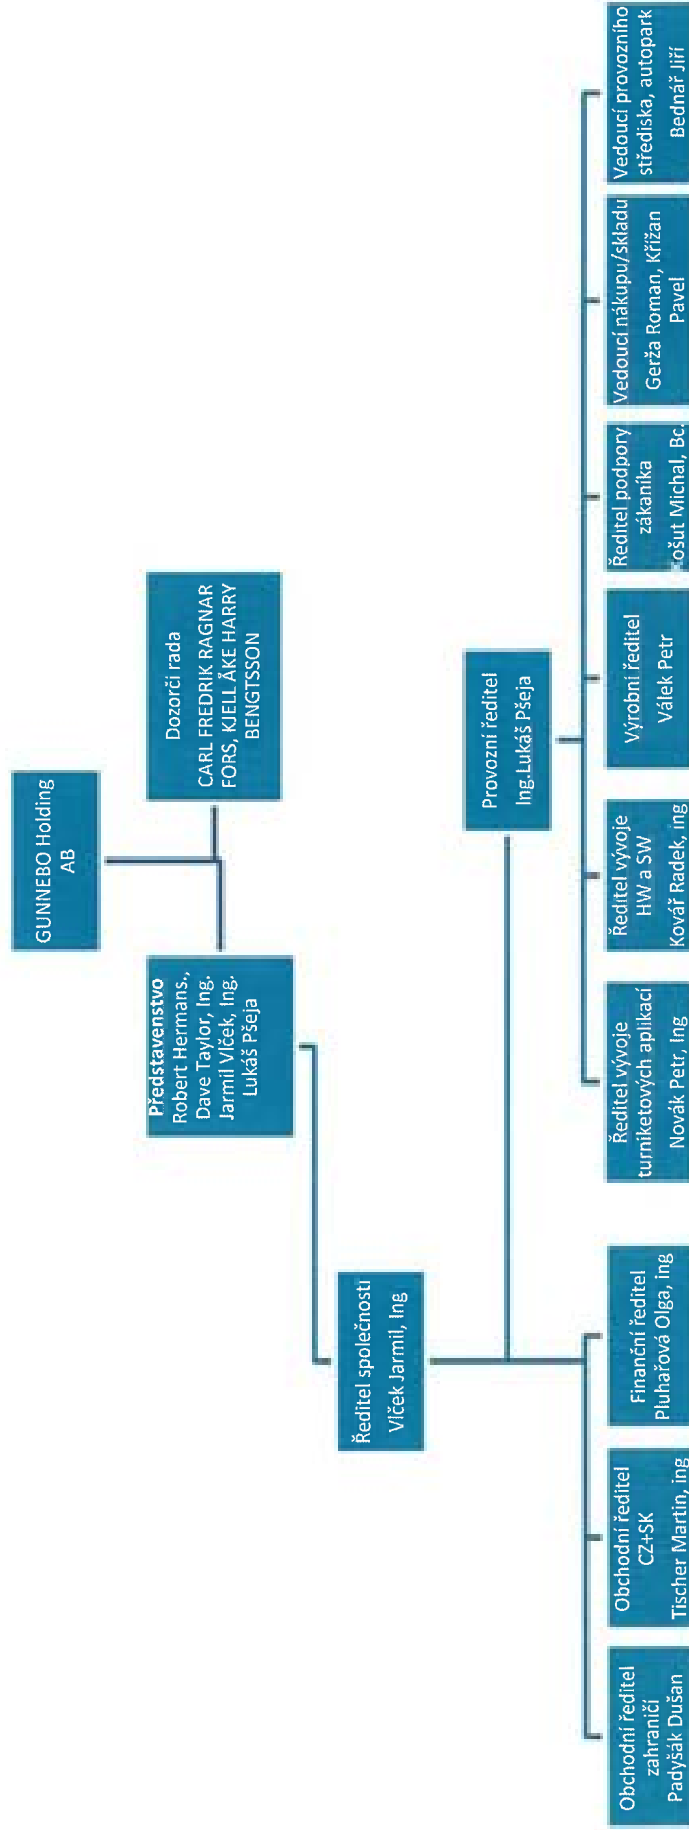 GUNNEBO Holding
AB
Představenstvo
Robert Hermans.,
Dave Taylor, Ing.
Jarmil Vlček, Ing.
Lukáš Pšeja
Dozorčí rada
CARL FREDRIK RAGNAR
FORS, KJELL ÅKE HARRY
BENGTSSON
Ředitel společnosti
Vlček Jarmil, Ing
Provozní ředitel
Ing.Lukáš Pšeja
Obchodní ředitel
zahraničí
Padyšák Dušan
Obchodní ředitel
CZ+SK
Tischer Martin, ing
Finanční ředitel
Pluhařová Olga, ing
Ředitel vývoje
turniketových aplikací
Novák Petr, Ing
Ředitel vývoje
HW a SW
Kovář Radek, ing
Výrobní ředitel
Válek Petr
Ředitel podpory
zákaníka
Košut Michal, Bc.
Vedoucí nákupu/skladu
Gerža Roman, Křížan
Pavel
Vedoucí provozního
střediska, autopark
Bednář Jiří